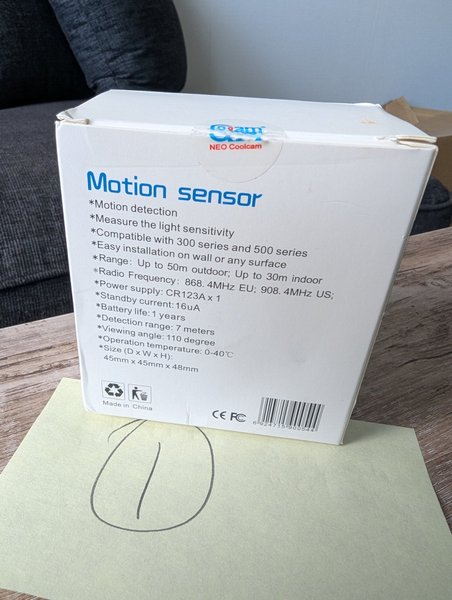 Coolcam
NEO Coolcam
Motion sensor
*Motion detection
*Measure the light sensitivity
*Compatible with 300 series and 500 series
*Easy installation on wall or any surface
*Range: Up to 50m outdoor; Up to 30m indoor
*Radio Frequency: 868.4MHz EU; 908.4MHz US;
*Power supply: CR123A x 1
*Standby current:16uA
*Battery life:1 years
*Detection range: 7 meters
*Viewing angle: 110 degree
*Operation temperature: 0-40℃
*Size (D x W x H):
45mm x 45mm x 48mm
Made in China
CE FC
1